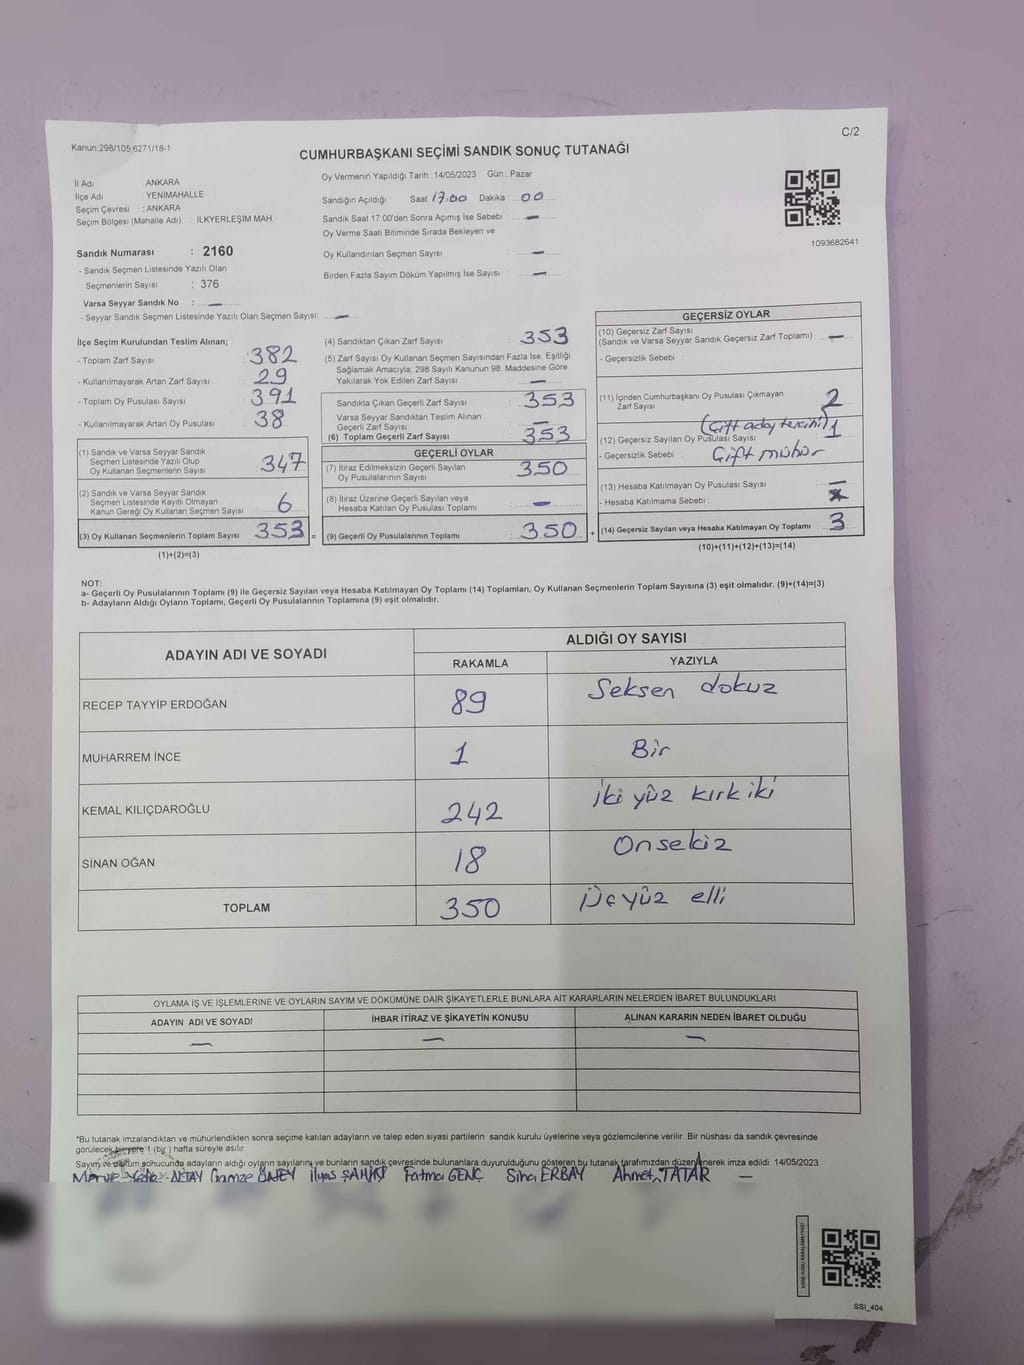 C/2
Kanun:298/105;6271/18-1
CUMHURBAŞKANI SEÇİMİ SANDIK SONUÇ TUTANAĞI
İl Adı : ANKARA
İlçe Adı : YENİMAHALLE
Seçim Çevresi : ANKARA
Seçim Bölgesi (Mahalle Adı) : İLKYERLEŞİM MAH.
Sandık Numarası : 2160
- Sandık Seçmen Listesinde Yazılı Olan
Seçmenlerin Sayısı : 376
Varsa Seyyar Sandık No : —
- Seyyar Sandık Seçmen Listesinde Yazılı Olan Seçmen Sayısı: —
Oy Vermenin Yapıldığı Tarih : 14/05/2023 Gün : Pazar
Sandığın Açıldığı Saat 17:00 Dakika : 00
Sandık Saat 17:00'den Sonra Açımış İse Sebebi : —
Oy Verme Saati Bitiminde Sırada Bekleyen ve
Oy Kullandırılan Seçmen Sayısı : —
Birden Fazla Sayım Döküm Yapılmış İse Sayısı : —
1093682641
İlçe Seçim Kurulundan Teslim Alınan;
- Toplam Zarf Sayısı : 382
- Kullanılmayarak Artan Zarf Sayısı : 29
- Toplam Oy Pusulası Sayısı : 391
- Kullanılmayarak Artan Oy Pusulası : 38
(1) Sandık ve Varsa Seyyar Sandık
Seçmen Listesinde Yazılı Olup
Oy Kullanan Seçmenlerin Sayısı : 347
(2) Sandık ve Varsa Seyyar Sandık
Seçmen Listesinde Kayıtlı Olmayan
Kanun Gereği Oy Kullanan Seçmen Sayısı : 6
(3) Oy Kullanan Seçmenlerin Toplam Sayısı : 353 =
(1)+(2)=(3)
(4) Sandıktan Çıkan Zarf Sayısı : 353
(5) Zarf Sayısı Oy Kullanan Seçmen Sayısından Fazla İse, Eşitliği
Sağlamak Amacıyla; 298 Sayılı Kanunun 98. Maddesine Göre
Yakılarak Yok Edilen Zarf Sayısı : —
Sandıkta Çıkan Geçerli Zarf Sayısı : 353
Varsa Seyyar Sandıktan Teslim Alınan
Geçerli Zarf Sayısı : —
(6) Toplam Geçerli Zarf Sayısı : 353
GEÇERLİ OYLAR
(7) İtiraz Edilmeksizin Geçerli Sayılan
Oy Pusulalarının Sayısı : 350
(8) İtiraz Üzerine Geçerli Sayılan veya
Hesaba Katılan Oy Pusulası Toplamı : —
(9) Geçerli Oy Pusulalarının Toplamı : 350 +
GEÇERSİZ OYLAR
(10) Geçersiz Zarf Sayısı
(Sandık ve Varsa Seyyar Sandık Geçersiz Zarf Toplamı) : —
- Geçersizlik Sebebi :
(11) İçinden Cumhurbaşkanı Oy Pusulası Çıkmayan
Zarf Sayısı : 2
(Çift aday tercihi)
(12) Geçersiz Sayılan Oy Pusulası Sayısı : 1
- Geçersizlik Sebebi : Çift mühür
(13) Hesaba Katılmayan Oy Pusulası Sayısı : —
- Hesaba Katılmama Sebebi :
(14) Geçersiz Sayılan veya Hesaba Katılmayan Oy Toplamı : 3
(10)+(11)+(12)+(13)=(14)
NOT:
a- Geçerli Oy Pusulalarının Toplamı (9) ile Geçersiz Sayılan veya Hesaba Katılmayan Oy Toplamı (14) Toplamları, Oy Kullanan Seçmenlerin Toplam Sayısına (3) eşit olmalıdır. (9)+(14)=(3)
b- Adayların Aldığı Oyların Toplamı, Geçerli Oy Pusulalarının Toplamına (9) eşit olmalıdır.
ADAYIN ADI VE SOYADI ALDIĞI OY SAYISI
RAKAMLA YAZIYLA
RECEP TAYYİP ERDOĞAN 89 Seksen dokuz
MUHARREM İNCE 1 Bir
KEMAL KILIÇDAROĞLU 242 İki yüz kırk iki
SİNAN OĞAN 18 Onsekiz
TOPLAM 350 Üçyüz elli
OYLAMA İŞ VE İŞLEMLERİNE VE OYLARIN SAYIM VE DÖKÜMÜNE DAİR ŞİKAYETLERLE BUNLARA AİT KARARLARIN NELERDEN İBARET BULUNDUKLARI
ADAYIN ADI VE SOYADI İHBAR İTİRAZ VE ŞİKAYETİN KONUSU ALINAN KARARIN NEDEN İBARET OLDUĞU
— — —
*Bu tutanak imzalandıktan ve mühürlendikten sonra seçime katılan adayların ve talep eden siyasi partilerin sandık kurulu üyelerine veya gözlemcilerine verilir. Bir nüshası da sandık çevresinde
görülecek bir yere 1 (bir ) hafta süreyle asılır.
Sayım ve döküm sonucunda adayların aldığı oyların sayılarını ve bunların sandık çevresinde bulunanlara duyurulduğunu gösteren bu tutanak tarafımızdan düzenlenerek imza edildi. 14/05/2023
Merve ALTAY Gamze ÖNEY İlyas Fatma GENÇ Sina ERBAY Ahmet TATAR —
SSI_404